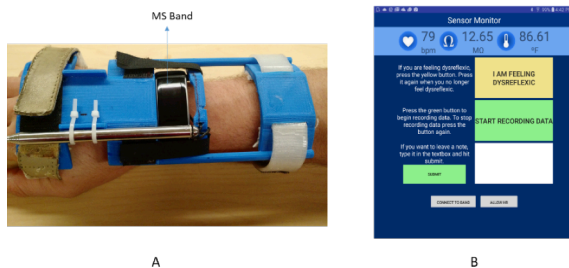 MS Band
Sensor Monitor
79
bpm
12.65
MΩ
86.61
°F
If you are feeling dysreflexic,
press the yellow button. Press
it again when you no longer
feel dysreflexic.
I AM FEELING
DYSREFLEXIC
Press the green button to
begin recording data. To stop
recording data press the
button again.
START RECORDING DATA
If you want to leave a note,
type it in the textbox and hit
submit.
SUBMIT
CONNECT TO BAND
ALLOW HR
A
B